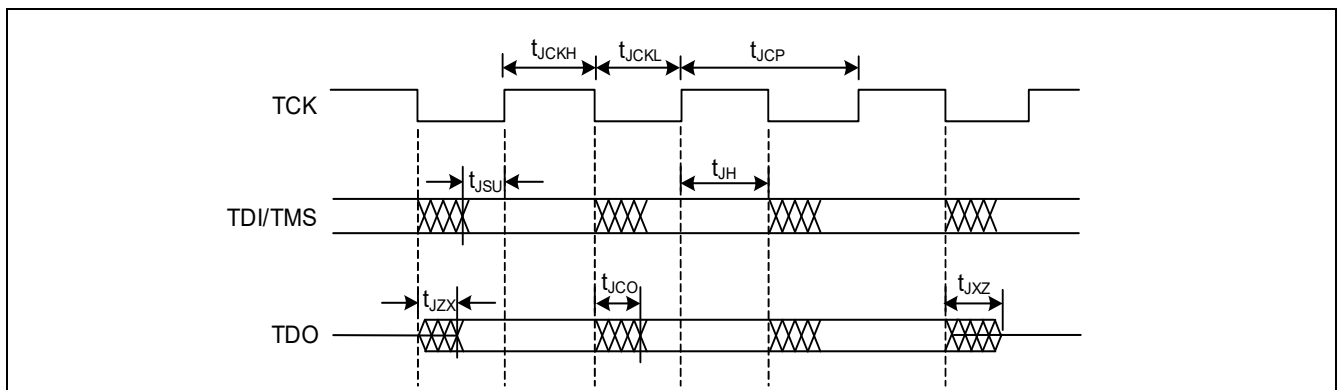 tJCKH tJCKL tJCP
TCK
tJSU tJH
TDI/TMS
tJZX tJCO tJXZ
TDO